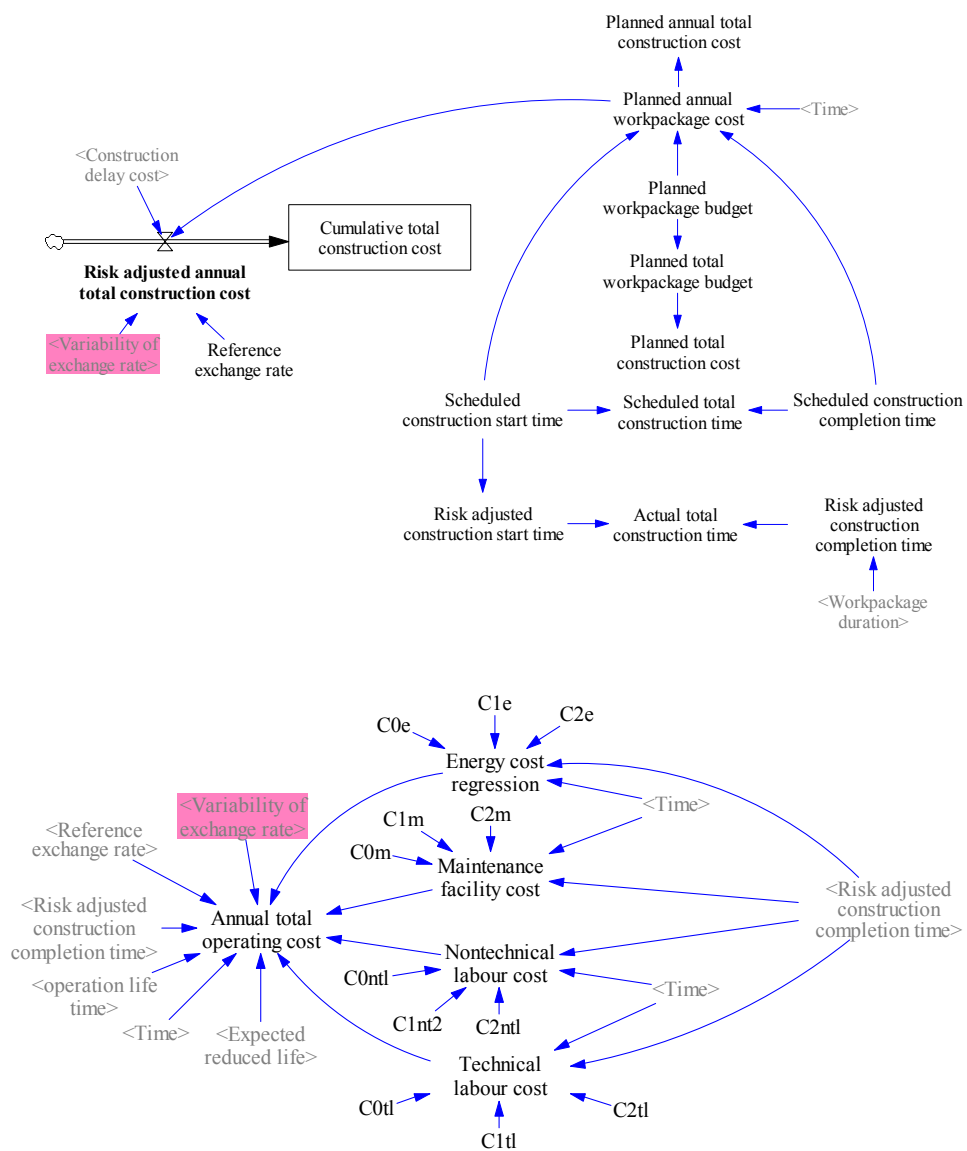 Planned annual total
construction cost
Planned annual
workpackage cost
<Time>
<Construction
delay cost>
Planned
workpackage budget
Cumulative total
construction cost
Risk adjusted annual
total construction cost
Planned total
workpackage budget
<Variability of
exchange rate>
Reference
exchange rate
Planned total
construction cost
Scheduled
construction start time
Scheduled total
construction time
Scheduled construction
completion time
Risk adjusted
construction start time
Actual total
construction time
Risk adjusted
construction
completion time
<Workpackage
duration>
C0e
C1e
C2e
Energy cost
regression
<Variability of
exchange rate>
<Time>
<Reference
exchange rate>
C1m
C2m
C0m
Maintenance
facility cost
<Risk adjusted
construction
completion time>
<Risk adjusted
construction
completion time>
Annual total
operating cost
Nontechnical
labour cost
C0ntl
<operation life
time>
<Time>
C1nt2
C2ntl
<Time>
<Expected
reduced life>
Technical
labour cost
C0tl
C2tl
C1tl